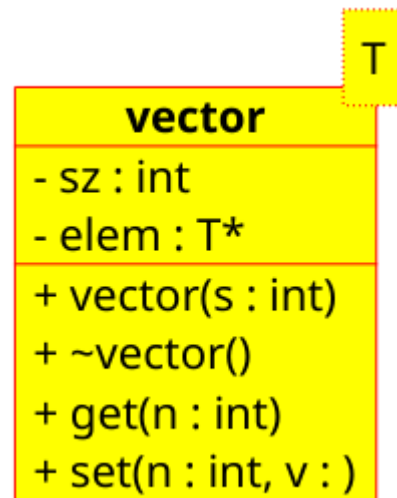 T
vector
- sz : int
- elem : T*
+ vector(s : int)
+ ~vector()
+ get(n : int)
+ set(n : int, v : )